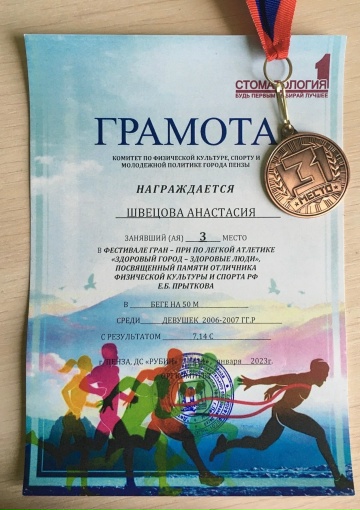 СТОМАТОЛОГИЯ 1
БУДЬ ПЕРВЫМ
ГРАМОТА
КОМИТЕТ ПО ФИЗИЧЕСКОЙ КУЛЬТУРЕ, СПОРТУ И
МОЛОДЕЖНОЙ ПОЛИТИКЕ ГОРОДА ПЕНЗЫ
НАГРАЖДАЕТСЯ
ШВЕЦОВА АНАСТАСИЯ
ЗАНЯВШИЙ (АЯ) 3 МЕСТО
В ФЕСТИВАЛЕ ГРАН – ПРИ ПО ЛЕГКОЙ АТЛЕТИКЕ
«ЗДОРОВЫЙ ГОРОД – ЗДОРОВЫЕ ЛЮДИ»,
ПОСВЯЩЕННЫЙ ПАМЯТИ ОТЛИЧНИКА
ФИЗИЧЕСКОЙ КУЛЬТУРЫ И СПОРТА РФ
Е.Б. ПРЫТКОВА
В БЕГЕ НА 50 М
СРЕДИ ДЕВУШЕК 2006-2007 ГГ.Р
С РЕЗУЛЬТАТОМ 7,14 С
г. ПЕНЗА, ДС «РУБИН» января 2023г.
3
МЕСТО